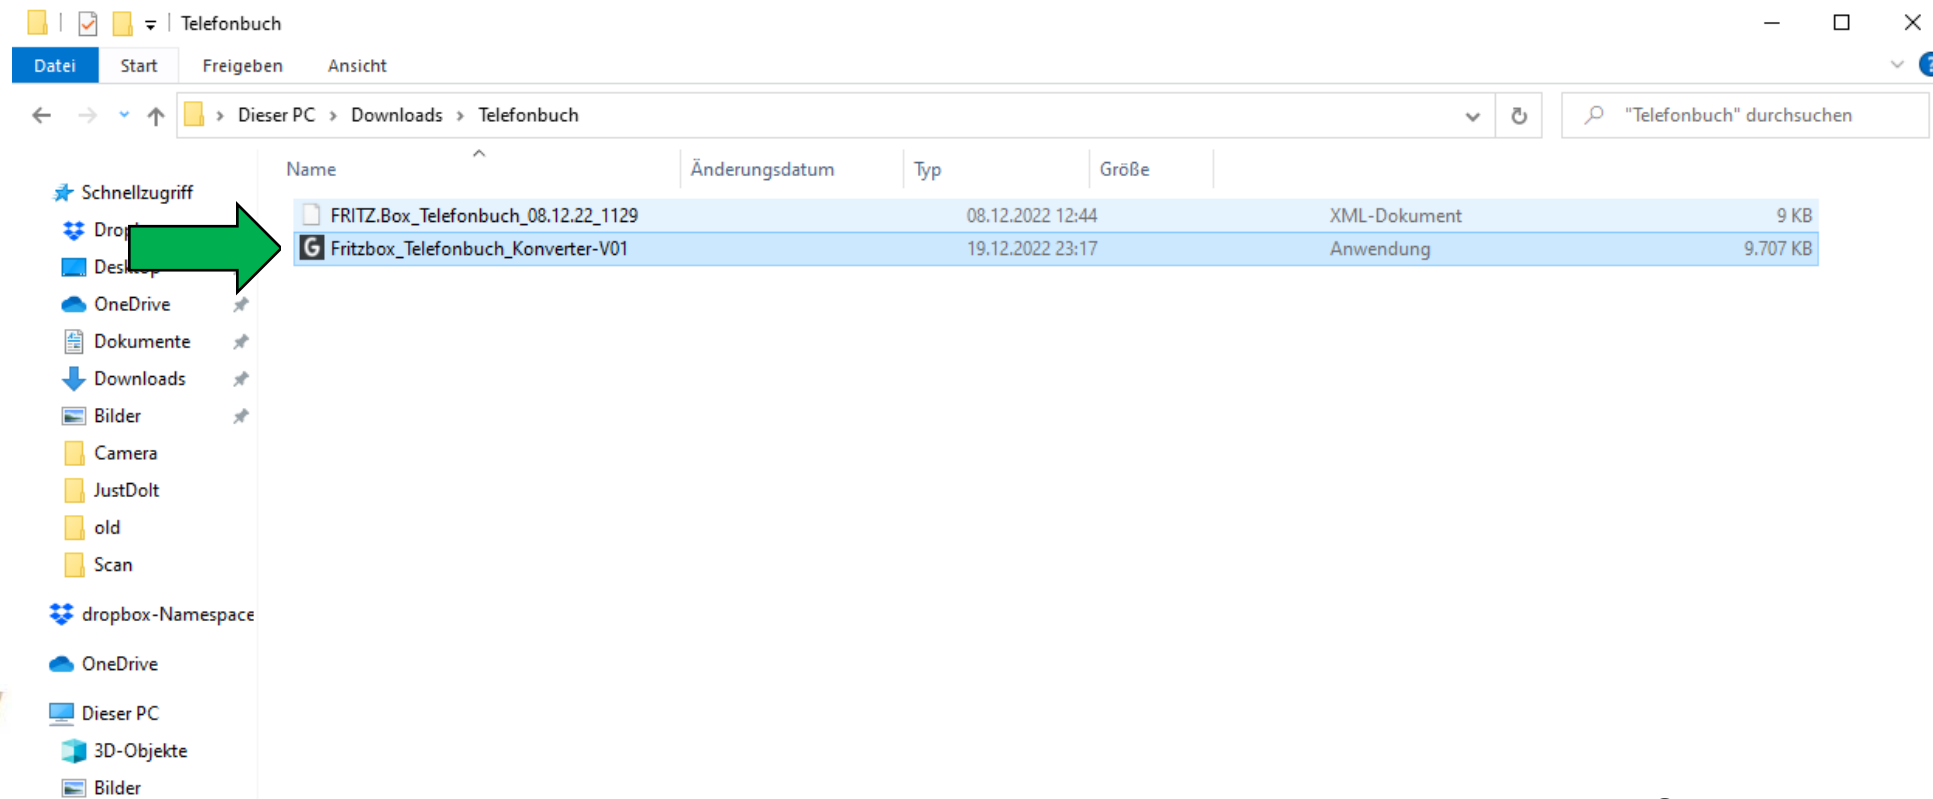 Telefonbuch
Datei Start Freigeben Ansicht
Dieser PC > Downloads > Telefonbuch
"Telefonbuch" durchsuchen
Name Änderungsdatum Typ Größe
Schnellzugriff
FRITZ.Box_Telefonbuch_08.12.22_1129 08.12.2022 12:44 XML-Dokument 9 KB
G Fritzbox_Telefonbuch_Konverter-V01 19.12.2022 23:17 Anwendung 9.707 KB
OneDrive
Dokumente
Downloads
Bilder
Camera
JustDoIt
old
Scan
dropbox-Namespace
OneDrive
Dieser PC
3D-Objekte
Bilder